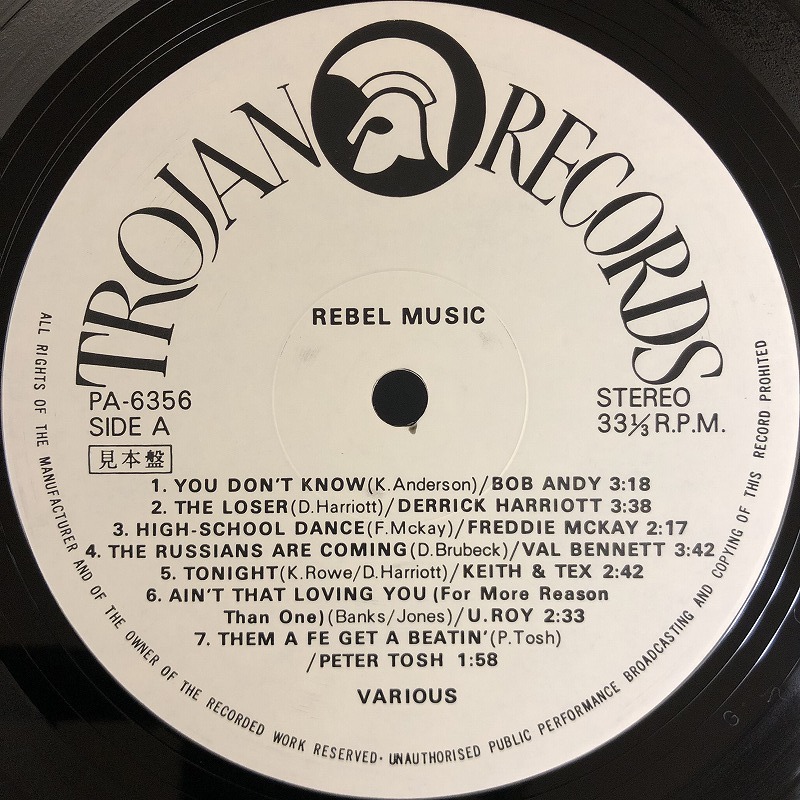 TROJAN RECORDS
REBEL MUSIC
PA-6356
SIDE A
見本盤
STEREO
33⅓ R.P.M.
1. YOU DON'T KNOW(K.Anderson)/BOB ANDY 3:18
2. THE LOSER(D.Harriott)/DERRICK HARRIOTT 3:38
3. HIGH-SCHOOL DANCE(F.Mckay)/FREDDIE MCKAY 2:17
4. THE RUSSIANS ARE COMING(D.Brubeck)/VAL BENNETT 3:42
5. TONIGHT(K.Rowe/D.Harriott)/KEITH & TEX 2:42
6. AIN'T THAT LOVING YOU (For More Reason
Than One)(Banks/Jones)/U.ROY 2:33
7. THEM A FE GET A BEATIN'(P.Tosh)
/PETER TOSH 1:58
VARIOUS
ALL RIGHTS OF THE MANUFACTURER AND OF THE OWNER OF THE RECORDED WORK RESERVED· UNAUTHORISED PUBLIC PERFORMANCE BROADCASTING AND COPYING OF THIS RECORD PROHITED